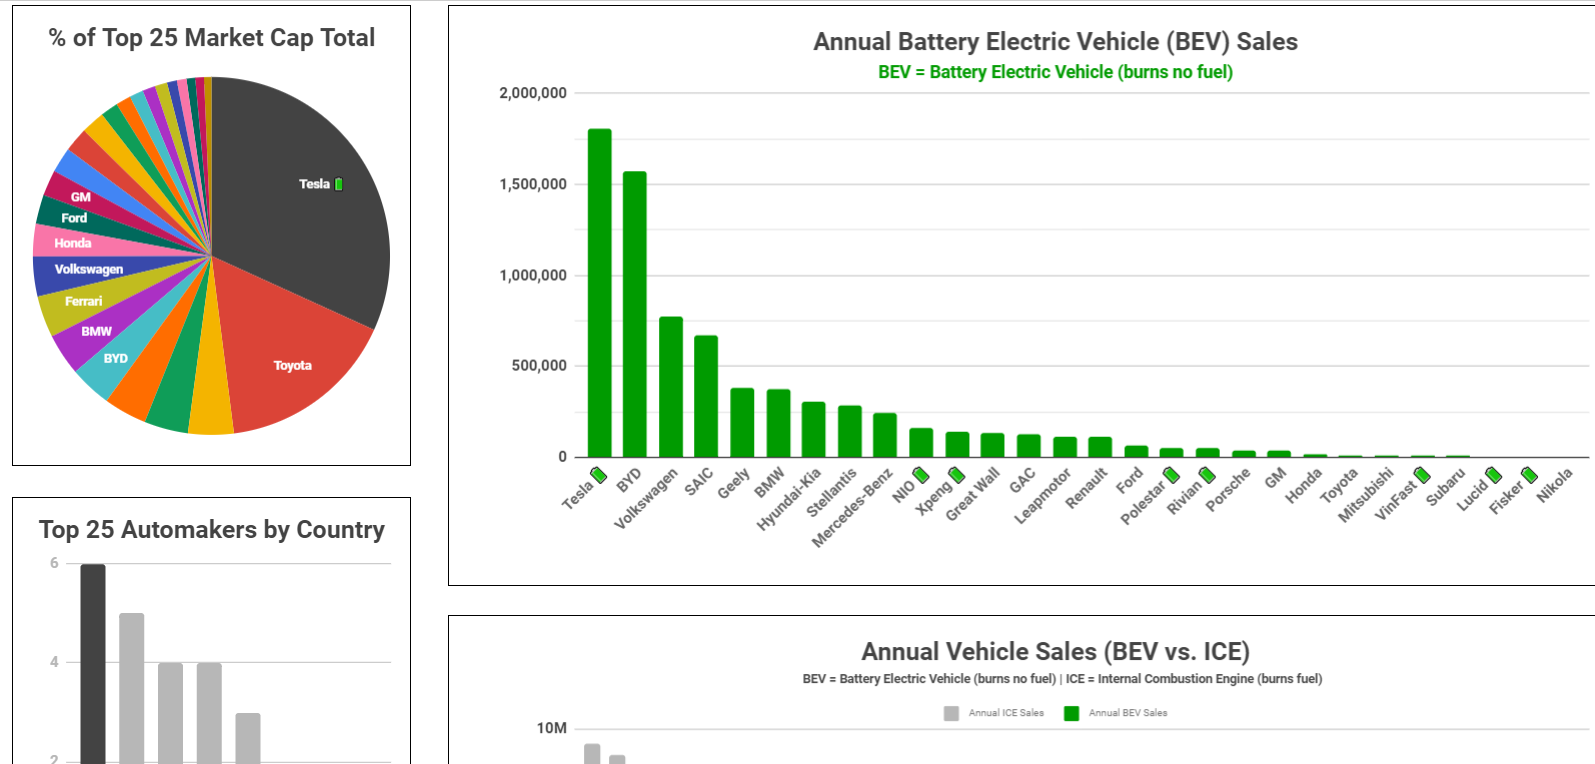 % of Top 25 Market Cap Total
Tesla
GM
Ford
Honda
Volkswagen
Ferrari
BMW
BYD
Toyota
Top 25 Automakers by Country
6
4
2
Annual Battery Electric Vehicle (BEV) Sales
BEV = Battery Electric Vehicle (burns no fuel)
2,000,000
1,500,000
1,000,000
500,000
0
Tesla
BYD
Volkswagen
SAIC
Geely
BMW
Hyundai-Kia
Stellantis
Mercedes-Benz
NIO
Xpeng
Great Wall
GAC
Leapmotor
Renault
Ford
Polestar
Rivian
Porsche
GM
Honda
Toyota
Mitsubishi
VinFast
Subaru
Lucid
Fisker
Nikola
Annual Vehicle Sales (BEV vs. ICE)
BEV = Battery Electric Vehicle (burns no fuel) | ICE = Internal Combustion Engine (burns fuel)
Annual ICE Sales
Annual BEV Sales
10M